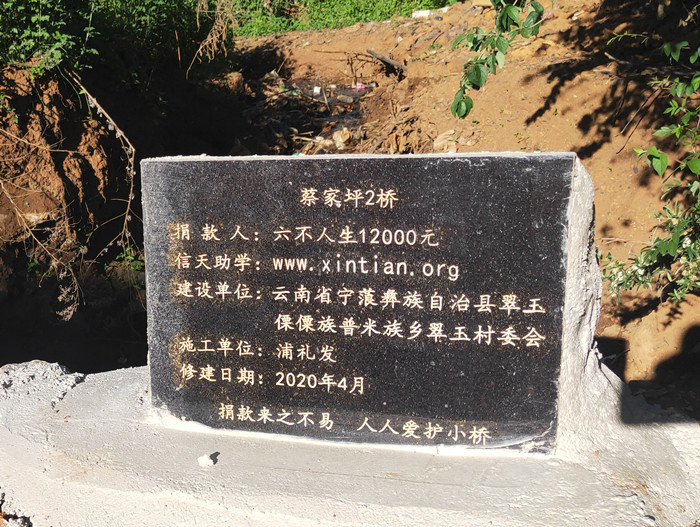 蔡家坪2桥
捐 款 人：六不人生12000元
信天助学：www.xintian.org
建设单位：云南省宁蒗彝族自治县翠玉
傈僳族普米族乡翠玉村委会
施工单位：浦礼发
修建日期：2020年4月
捐款来之不易 人人爱护小桥